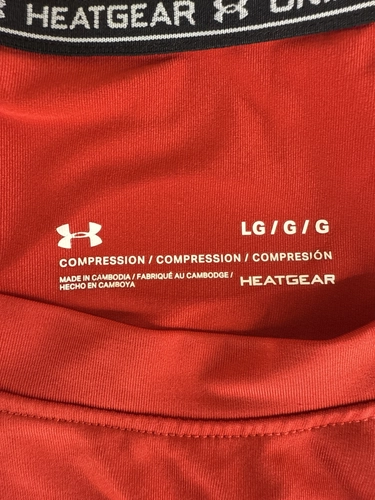 HEATGEAR
LG / G / G
COMPRESSION / COMPRESSION / COMPRESIÓN
MADE IN CAMBODIA / FABRIQUÉ AU CAMBODGE /
HECHO EN CAMBOYA
HEATGEAR